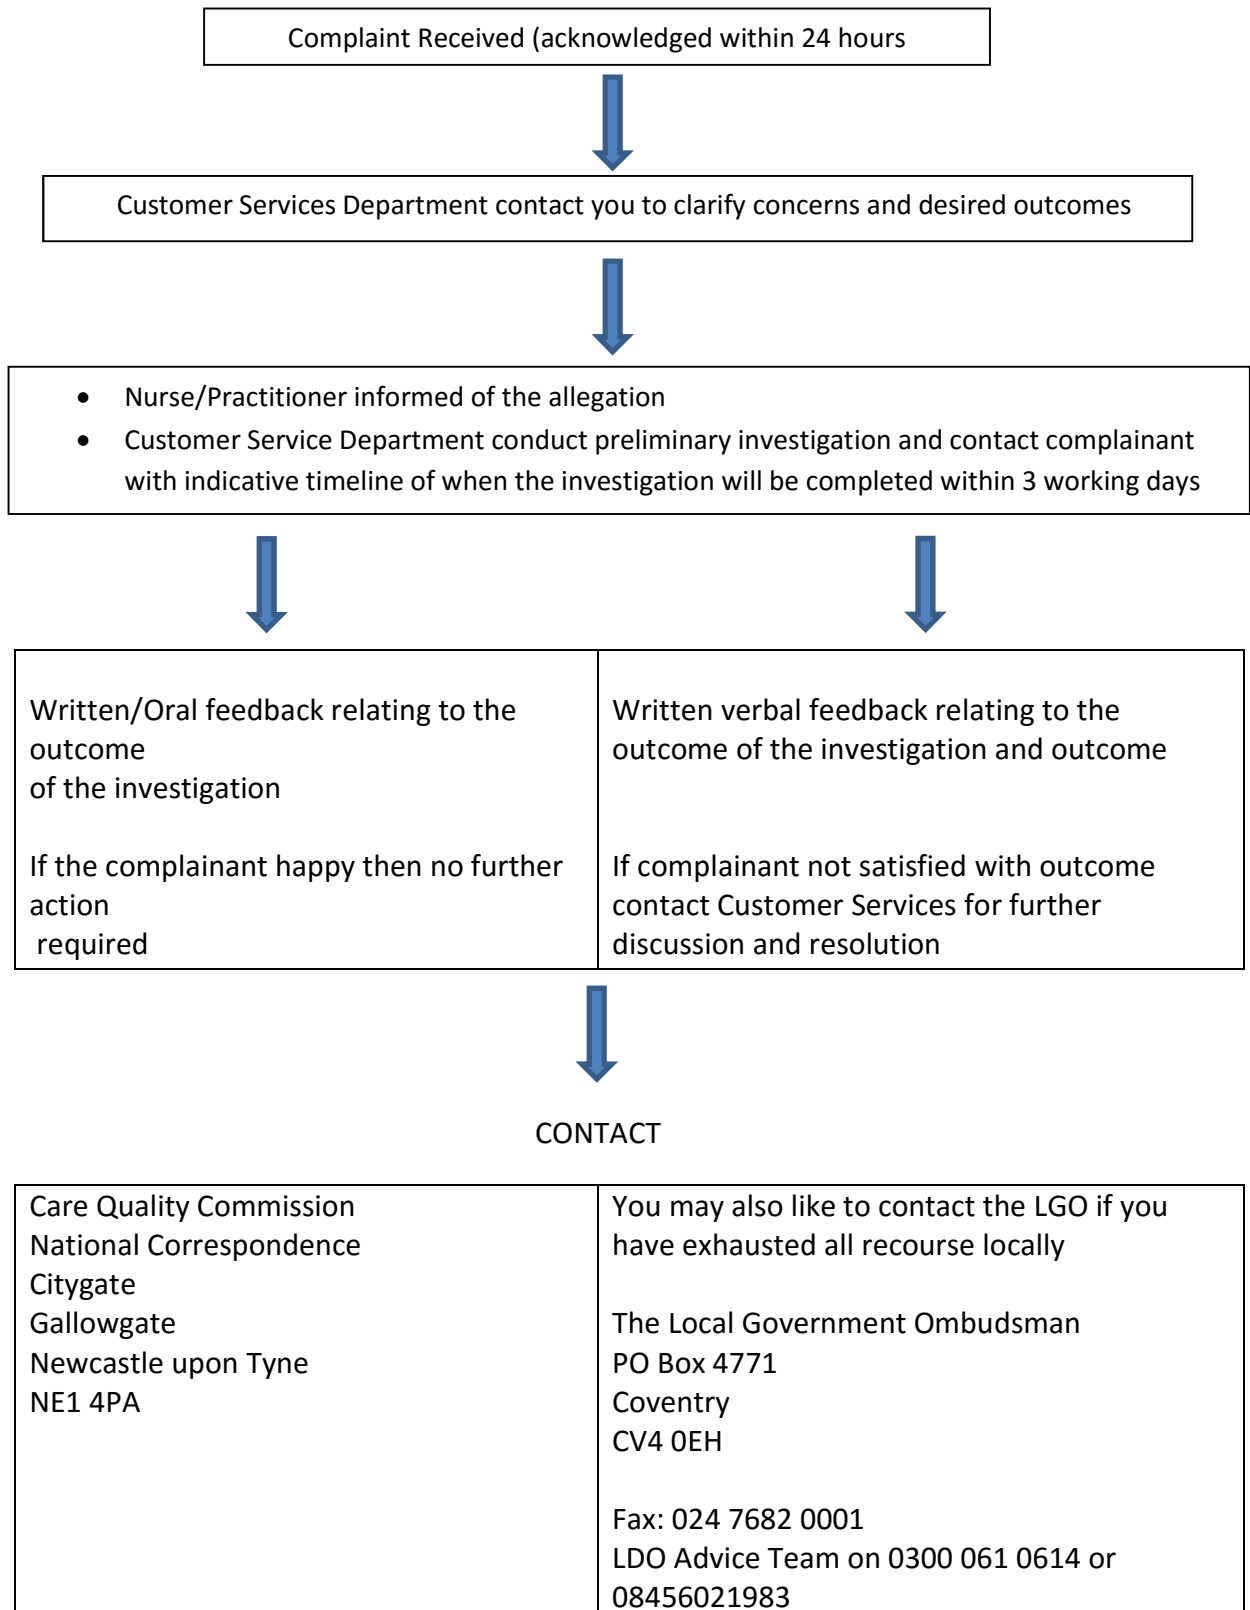 Complaint Received (acknowledged within 24 hours
Customer Services Department contact you to clarify concerns and desired outcomes
• Nurse/Practitioner informed of the allegation
• Customer Service Department conduct preliminary investigation and contact complainant
with indicative timeline of when the investigation will be completed within 3 working days
Written/Oral feedback relating to the
outcome
of the investigation
If the complainant happy then no further
action
required
Written verbal feedback relating to the
outcome of the investigation and outcome
If complainant not satisfied with outcome
contact Customer Services for further
discussion and resolution
CONTACT
Care Quality Commission
National Correspondence
Citygate
Gallowgate
Newcastle upon Tyne
NE1 4PA
You may also like to contact the LGO if you
have exhausted all recourse locally
The Local Government Ombudsman
PO Box 4771
Coventry
CV4 0EH
Fax: 024 7682 0001
LDO Advice Team on 0300 061 0614 or
08456021983